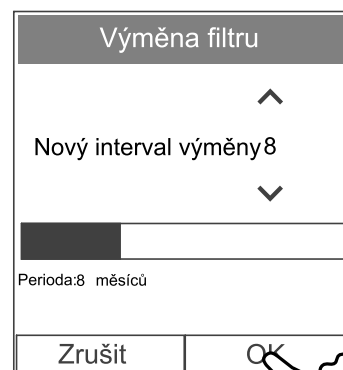 Výměna filtru
Nový interval výměny 8
Perioda:8 měsíců
Zrušit OK